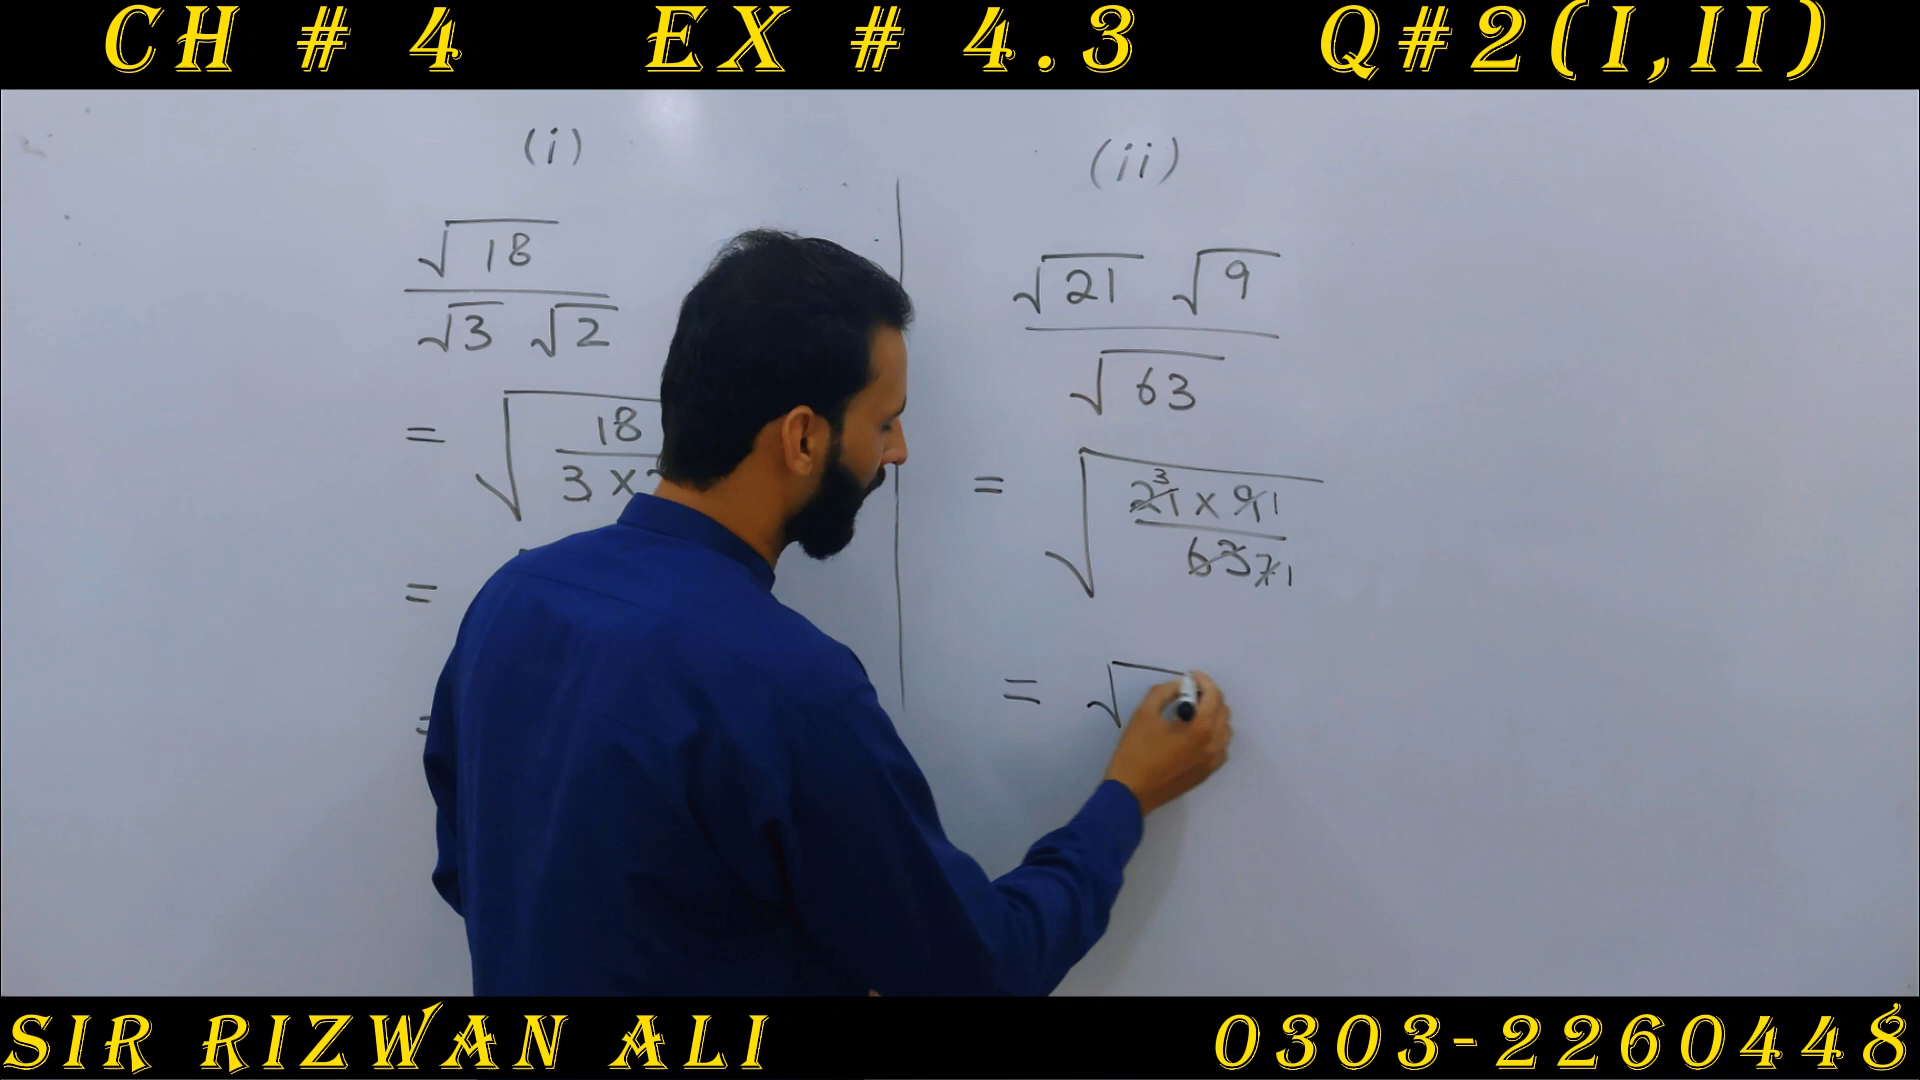 CH # 4 EX # 4.3 Q#2(I,II)
(i)
√18
√3 √2
= √18
3 ×
=
=
(ii)
√21 √9
√63
= √21 3 × 9 1
63 7 1
= √
SIR RIZWAN ALI 0303-2260448